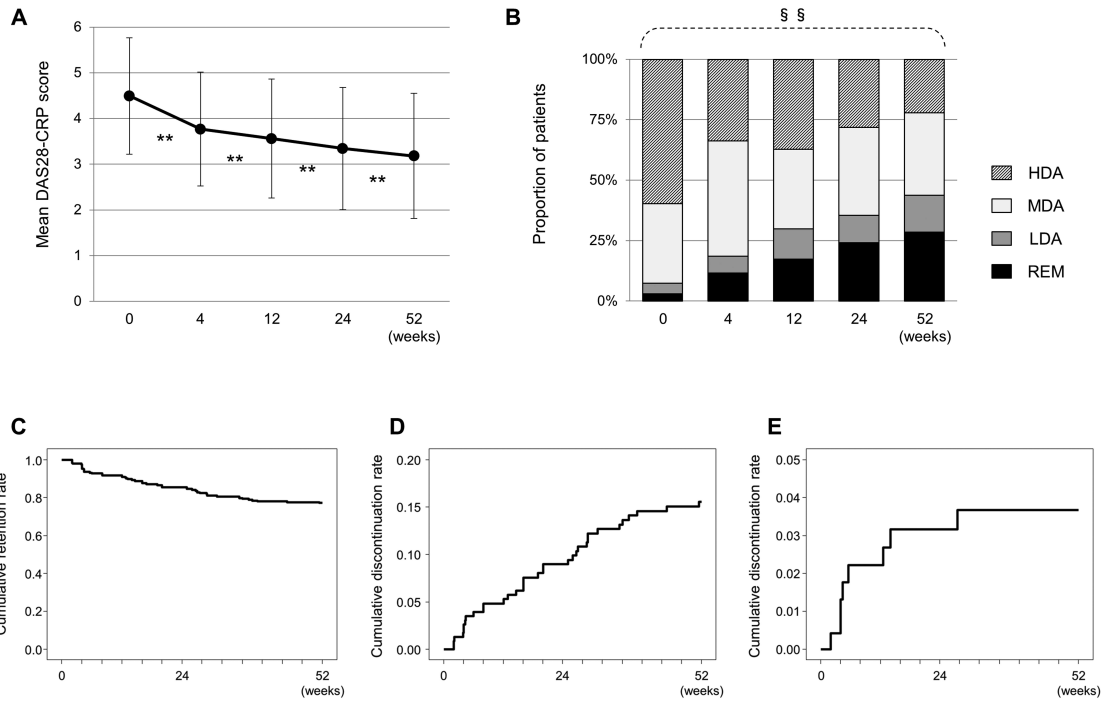 A
Mean DAS28-CRP score
6
5
4
3
2
1
0
**
**
**
**
0 4 12 24 52
(weeks)
B
§ §
Proportion of patients
100%
75%
50%
25%
0%
0 4 12 24 52
(weeks)
HDA
MDA
LDA
REM
C
Cumulative retention rate
1.0
0.8
0.6
0.4
0.2
0.0
0 24 52
(weeks)
D
Cumulative discontinuation rate
0.20
0.15
0.10
0.05
0.00
0 24 52
(weeks)
E
Cumulative discontinuation rate
0.05
0.04
0.03
0.02
0.01
0.00
0 24 52
(weeks)